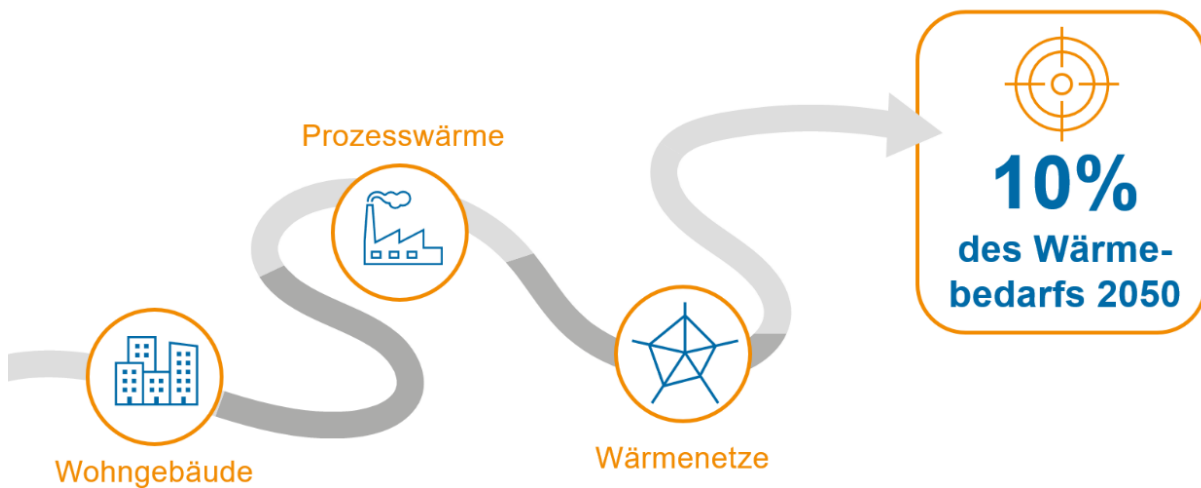 Prozesswärme
10%
des Wärme-
bedarfs 2050
Wohngebäude
Wärmenetze